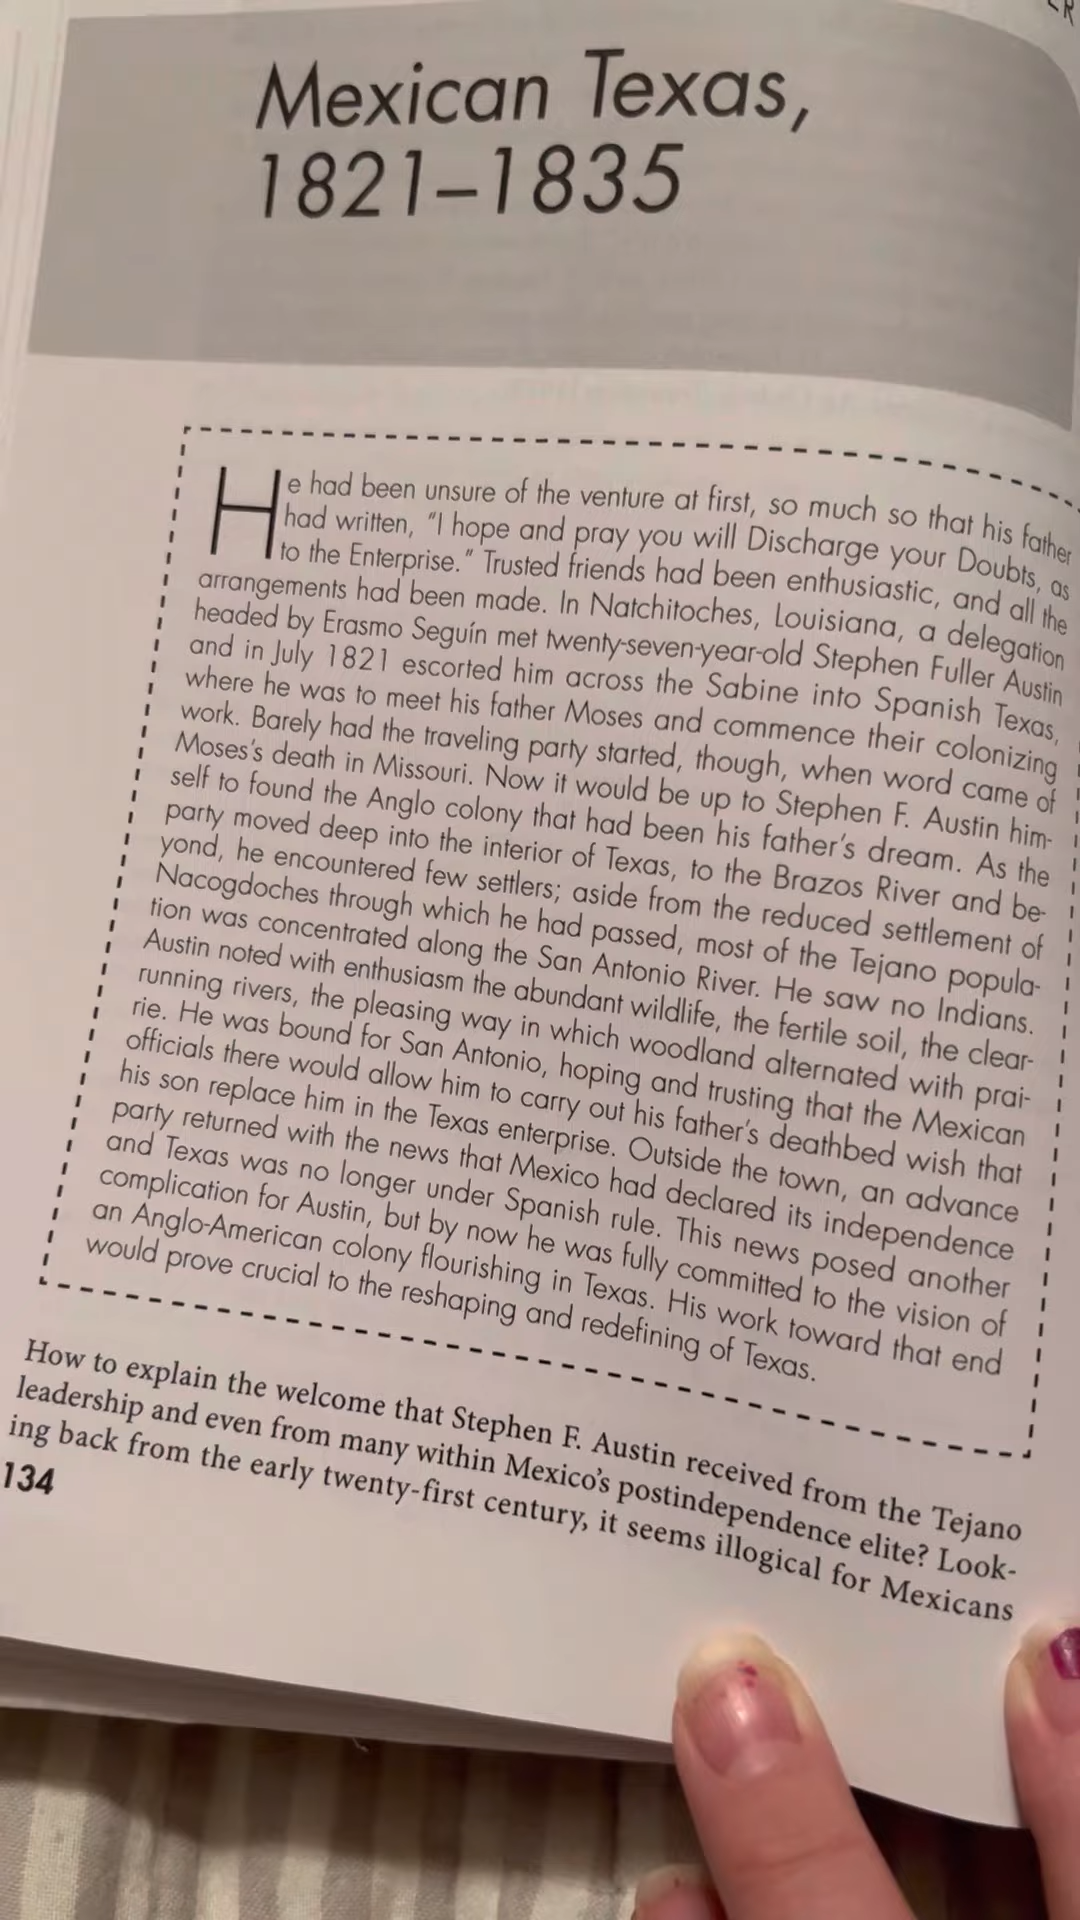 ER
Mexican Texas,
1821–1835
He had been unsure of the venture at first, so much so that his father
had written, "I hope and pray you will Discharge your Doubts, as
to the Enterprise." Trusted friends had been enthusiastic, and all the
arrangements had been made. In Natchitoches, Louisiana, a delegation
headed by Erasmo Seguín met twenty-seven-year-old Stephen Fuller Austin
and in July 1821 escorted him across the Sabine into Spanish Texas,
where he was to meet his father Moses and commence their colonizing
work. Barely had the traveling party started, though, when word came of
Moses's death in Missouri. Now it would be up to Stephen F. Austin him-
self to found the Anglo colony that had been his father's dream. As the
party moved deep into the interior of Texas, to the Brazos River and be-
yond, he encountered few settlers; aside from the reduced settlement of
Nacogdoches through which he had passed, most of the Tejano popula-
tion was concentrated along the San Antonio River. He saw no Indians.
Austin noted with enthusiasm the abundant wildlife, the fertile soil, the clear-
running rivers, the pleasing way in which woodland alternated with prai-
rie. He was bound for San Antonio, hoping and trusting that the Mexican
officials there would allow him to carry out his father's deathbed wish that
his son replace him in the Texas enterprise. Outside the town, an advance
party returned with the news that Mexico had declared its independence
and Texas was no longer under Spanish rule. This news posed another
complication for Austin, but by now he was fully committed to the vision of
an Anglo-American colony flourishing in Texas. His work toward that end
would prove crucial to the reshaping and redefining of Texas.
How to explain the welcome that Stephen F. Austin received from the Tejano
leadership and even from many within Mexico's postindependence elite? Look-
ing back from the early twenty-first century, it seems illogical for Mexicans
134